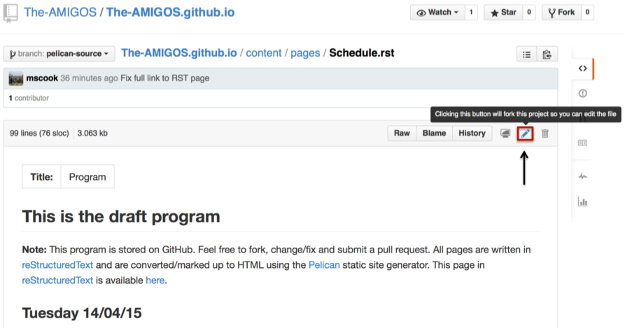 The-AMIGOS / The-AMIGOS.github.io
Watch 1 Star 0 Fork 0
branch: pelican-source The-AMIGOS.github.io / content / pages / Schedule.rst
mscook 36 minutes ago Fix full link to RST page
1 contributor
Clicking this button will fork this project so you can edit the file
99 lines (76 sloc) 3.063 kb Raw Blame History
Title: Program
This is the draft program
Note: This program is stored on GitHub. Feel free to fork, change/fix and submit a pull request. All pages are written in
reStructuredText and are converted/marked up to HTML using the Pelican static site generator. This page in
reStructuredText is available here.
Tuesday 14/04/15